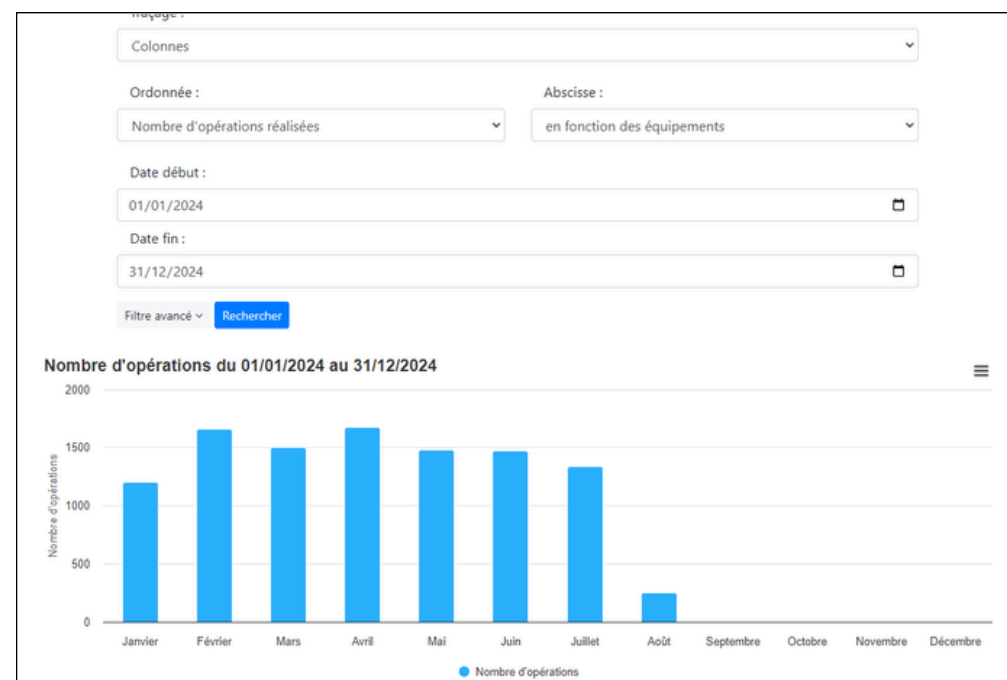 Traçage :
Colonnes
Ordonnée : Abscisse :
Nombre d'opérations réalisées en fonction des équipements
Date début :
01/01/2024
Date fin :
31/12/2024
Filtre avancé Rechercher
Nombre d'opérations du 01/01/2024 au 31/12/2024
2000
1500
1000
500
0
Nombre d'opérations
Janvier Février Mars Avril Mai Juin Juillet Août Septembre Octobre Novembre Décembre
Nombre d'opérations